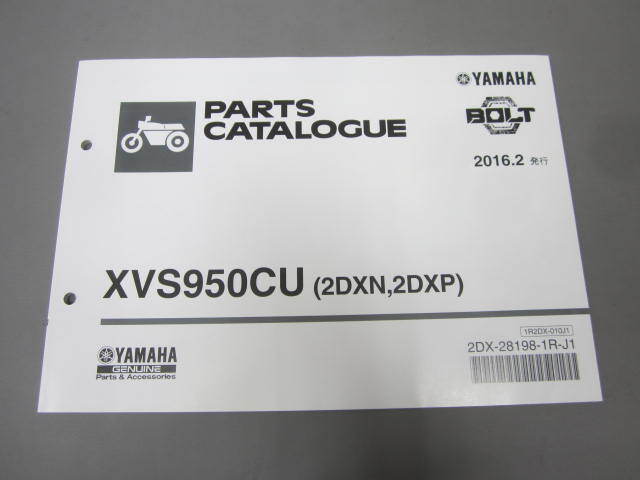 PARTS
CATALOGUE
YAMAHA
BOLT
2016.2 発行
XVS950CU (2DXN,2DXP)
YAMAHA
GENUINE
Parts & Accessories
1R2DX-010J1
2DX-28198-1R-J1